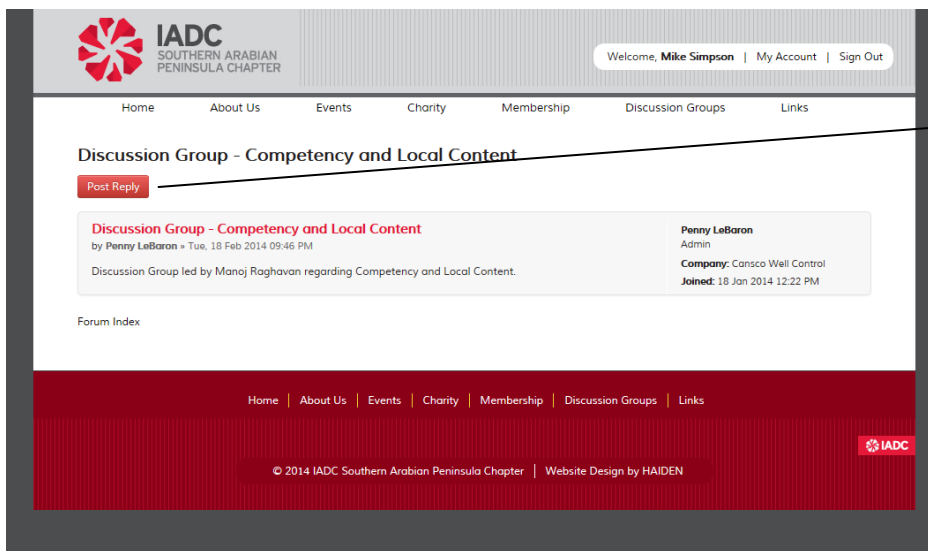 IADC
SOUTHERN ARABIAN
PENINSULA CHAPTER
Welcome, Mike Simpson | My Account | Sign Out
Home About Us Events Charity Membership Discussion Groups Links
Discussion Group - Competency and Local Content
Post Reply
Discussion Group - Competency and Local Content
by Penny LeBaron » Tue, 18 Feb 2014 09:46 PM
Discussion Group led by Manoj Raghavan regarding Competency and Local Content.
Penny LeBaron
Admin
Company: Cansco Well Control
Joined: 18 Jan 2014 12:22 PM
Forum Index
Home | About Us | Events | Charity | Membership | Discussion Groups | Links
IADC
© 2014 IADC Southern Arabian Peninsula Chapter | Website Design by HAIDEN